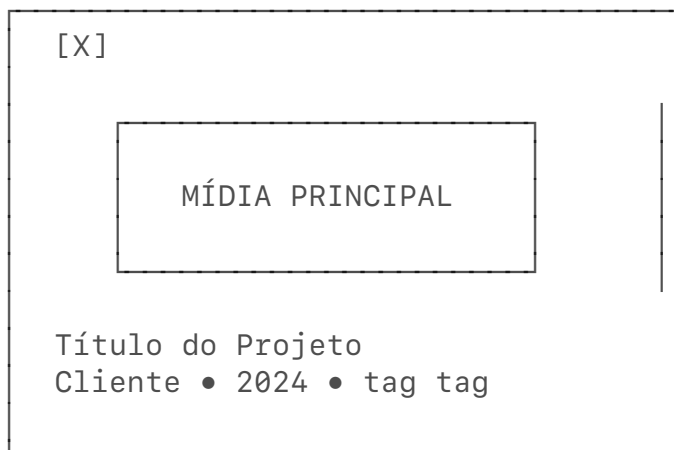 [X]
MÍDIA PRINCIPAL
Título do Projeto
Cliente ● 2024 ● tag tag